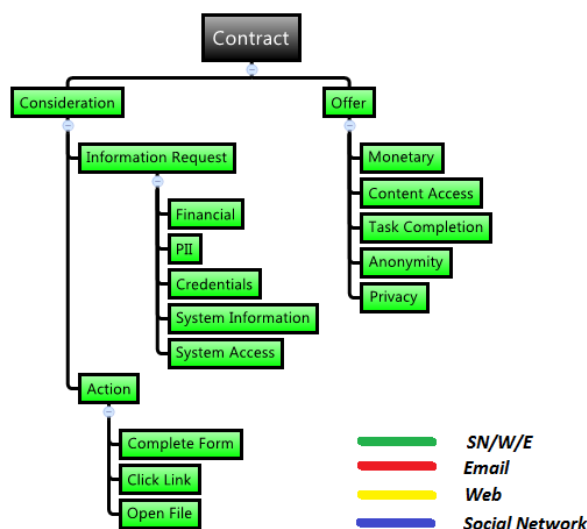 Contract
Consideration
Offer
Information Request
Monetary
Content Access
Financial
Task Completion
PII
Anonymity
Credentials
Privacy
System Information
System Access
Action
Complete Form
SN/W/E
Email
Click Link
Web
Open File
Social Network